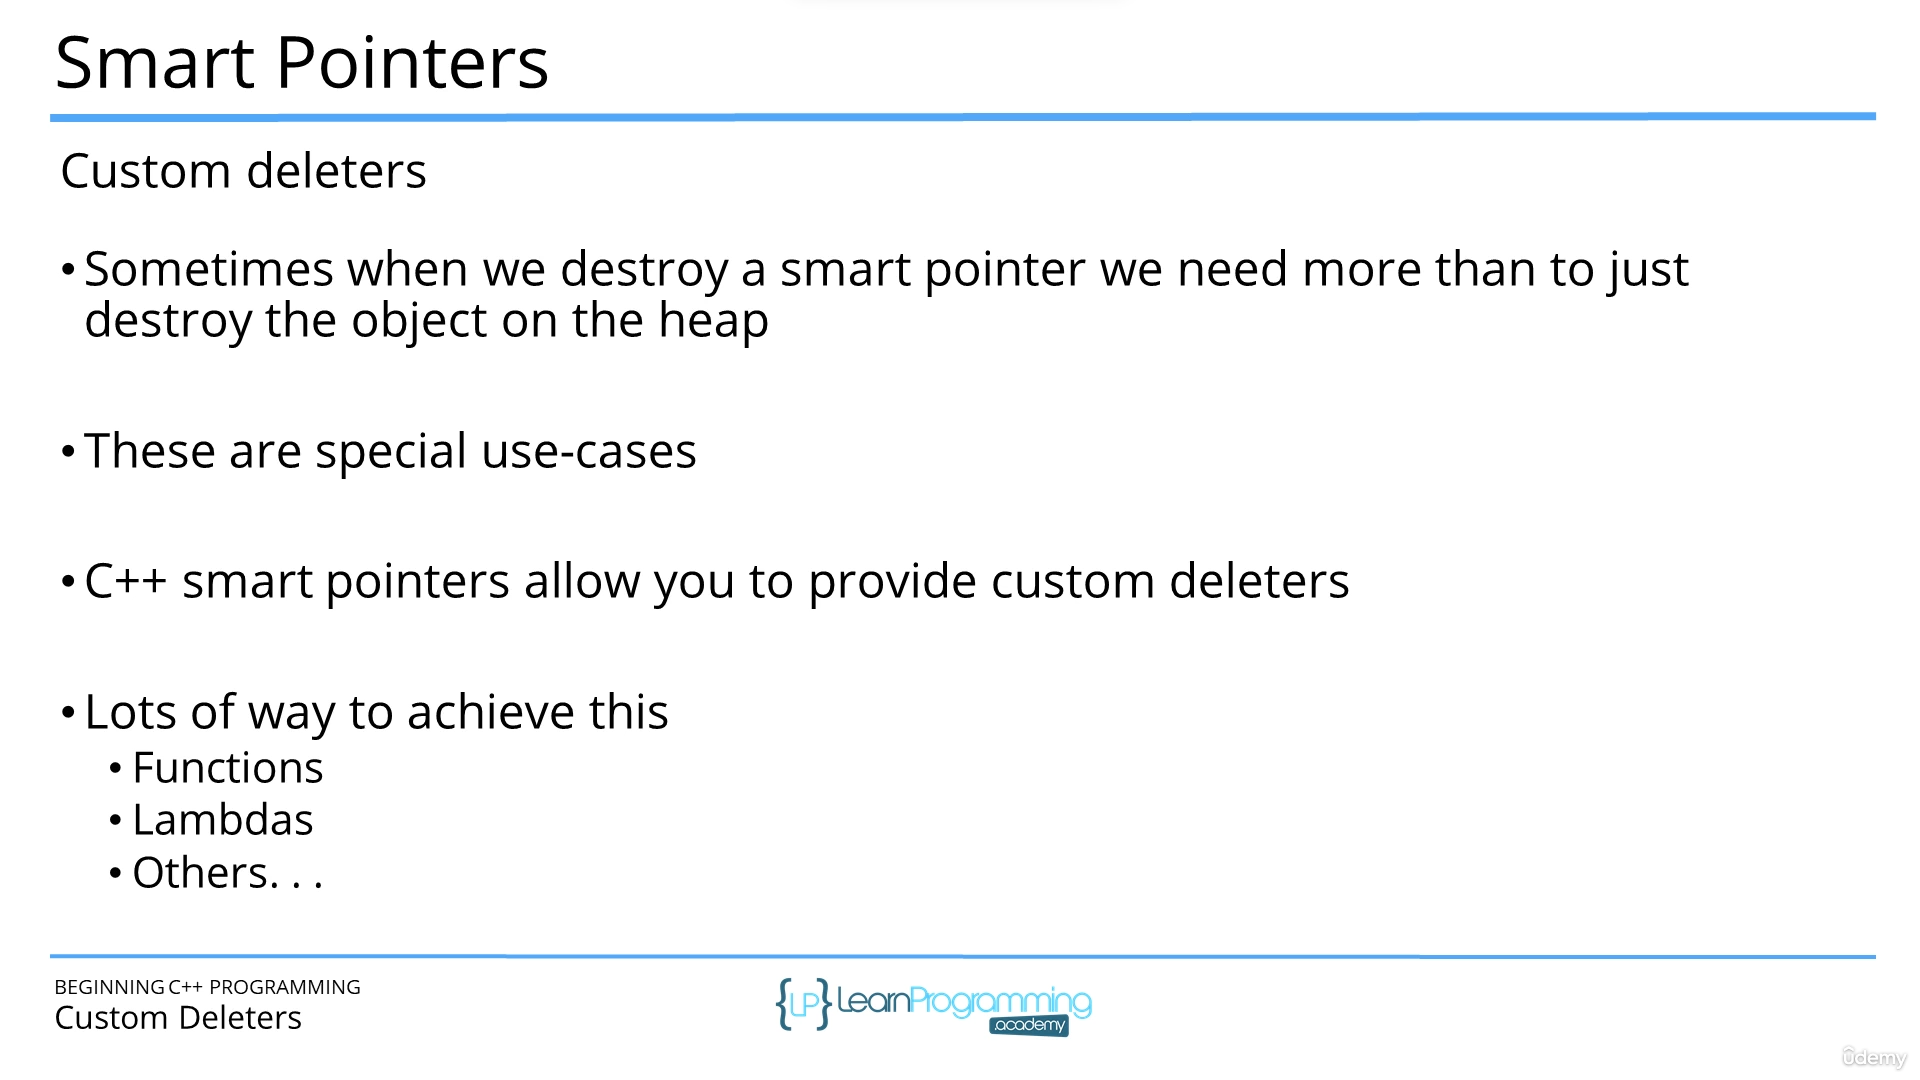 Smart Pointers
Custom deleters
• Sometimes when we destroy a smart pointer we need more than to just
destroy the object on the heap
• These are special use-cases
• C++ smart pointers allow you to provide custom deleters
• Lots of way to achieve this
• Functions
• Lambdas
• Others. . .
BEGINNING C++ PROGRAMMING
Custom Deleters
{LP} LearnProgramming
.academy
ûdemy